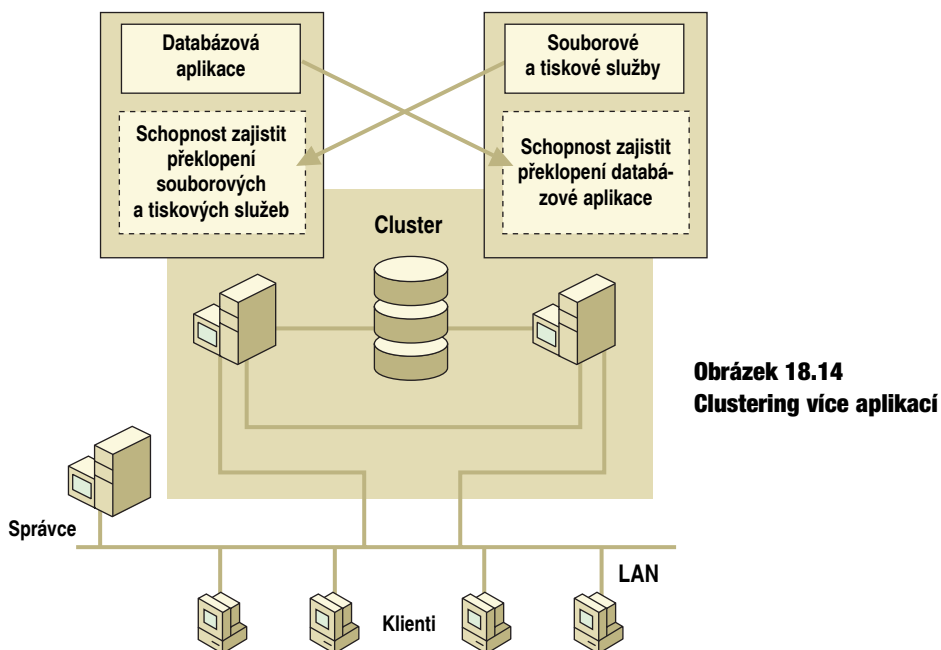 Databázová
aplikace
Souborové
a tiskové služby
Schopnost zajistit
překlopení
souborových
a tiskových služeb
Schopnost zajistit
překlopení databá-
zové aplikace
Cluster
Obrázek 18.14
Clustering více aplikací
Správce
LAN
Klienti